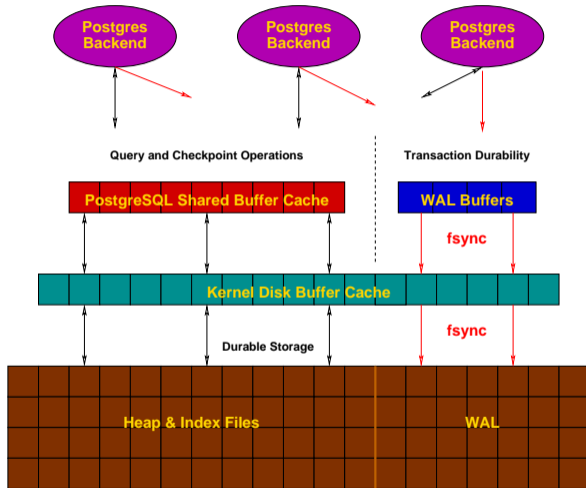 Postgres
Backend
Postgres
Backend
Postgres
Backend
Query and Checkpoint Operations
Transaction Durability
PostgreSQL Shared Buffer Cache
WAL Buffers
fsync
Kernel Disk Buffer Cache
fsync
Durable Storage
Heap & Index Files
WAL